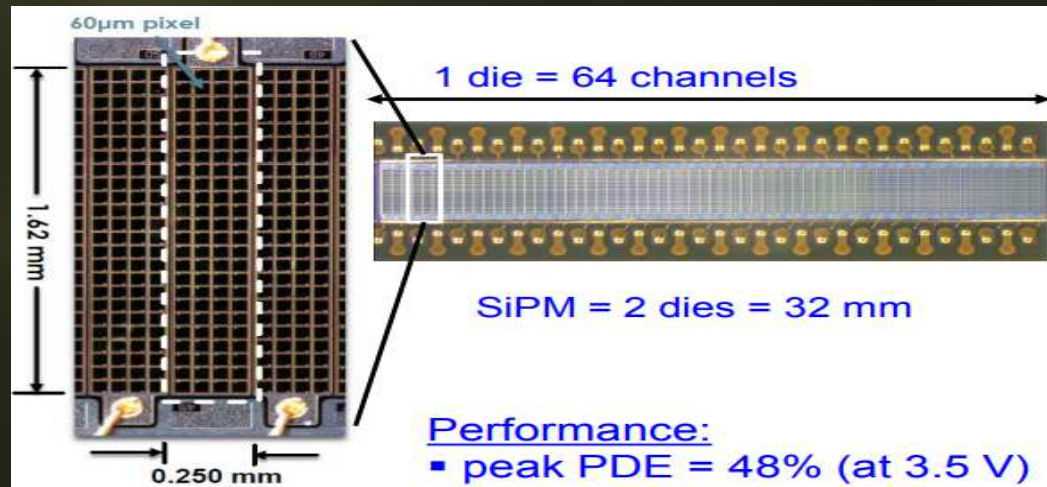 60µm pixel
1.62 mm
0.250 mm
1 die = 64 channels
SiPM = 2 dies = 32 mm
Performance:
▪ peak PDE = 48% (at 3.5 V)